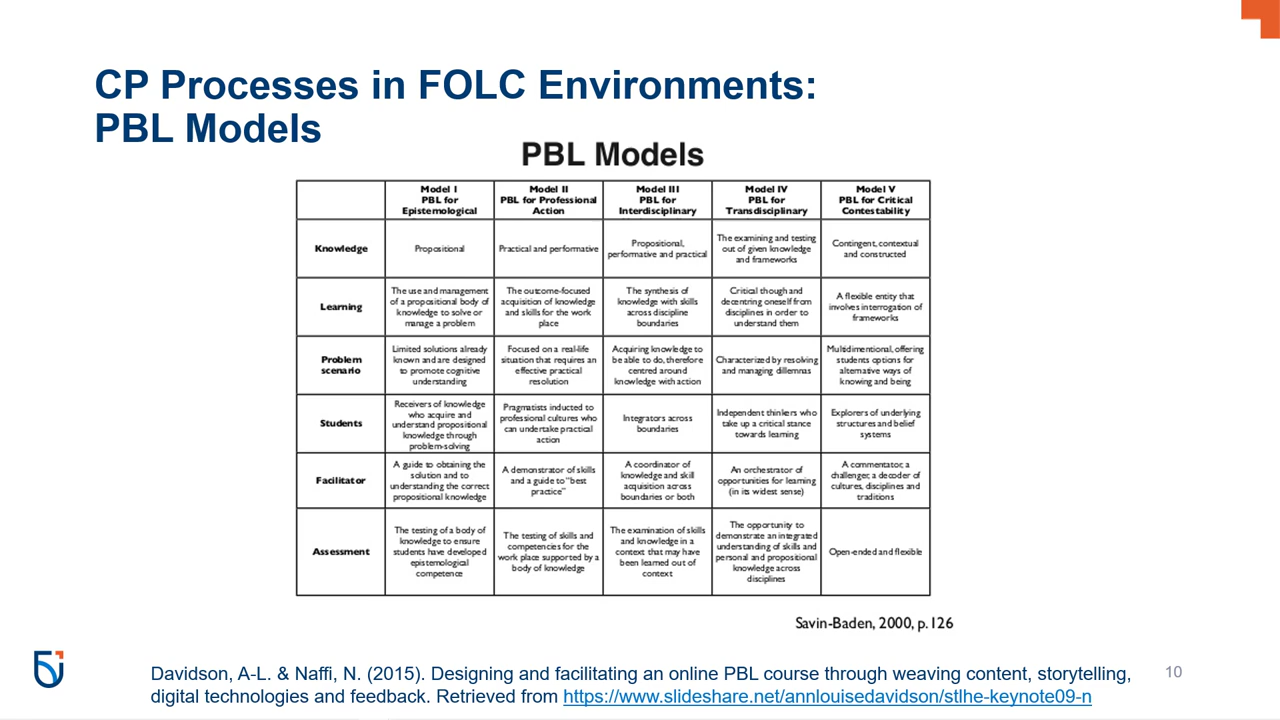 CP Processes in FOLC Environments:
PBL Models
PBL Models
Model I
PBL for
Epistemological
Model II
PBL for Professional
Action
Model III
PBL for
Interdisciplinary
Model IV
PBL for
Transdisciplinary
Model V
PBL for Critical
Contestability
Knowledge
Propositional
Practical and performative
Propositional,
performative and practical
The examining and testing
out of given knowledge
and frameworks
Contingent, contextual
and constructed
Learning
The use and management
of a propositional body of
knowledge to solve or
manage a problem
The outcome-focused
acquisition of knowledge
and skills for the work
place
The synthesis of
knowledge with skills
across discipline
boundaries
Critical though and
decentring oneself from
disciplines in order to
understand them
A flexible entity that
involves interrogation of
frameworks
Problem
scenario
Limited solutions already
known and are designed
to promote cognitive
understanding
Focused on a real-life
situation that requires an
effective practical
resolution
Acquiring knowledge to
be able to do, therefore
centred around
knowledge with action
Characterized by resolving
and managing dillemnas
Multidimentional, offering
students options for
alternative ways of
knowing and being
Students
Receivers of knowledge
who acquire and
understand propositional
knowledge through
problem-solving
Pragmatists inducted to
professional cultures who
can undertake practical
action
Integrators across
boundaries
Independent thinkers who
take up a critical stance
towards learning
Explorers of underlying
structures and belief
systems
Facilitator
A guide to obtaining the
solution and to
understanding the correct
propositional knowledge
A demonstrator of skills
and a guide to “best
practice”
A coordinator of
knowledge and skill
acquisition across
boundaries or both
An orchestrator of
opportunities for learning
(in its widest sense)
A commentator, a
challenger, a decoder of
cultures, disciplines and
traditions
Assessment
The testing of a body of
knowledge to ensure
students have developed
epistemological
competence
The testing of skills and
competencies for the
work place supported by a
body of knowledge
The examination of skills
and knowledge in a
context that may have
been learned out of
context
The opportunity to
demonstrate an integrated
understanding of skills and
personal and propositional
knowledge across
disciplines
Open-ended and flexible
Savin-Baden, 2000, p.126
Davidson, A-L. & Naffi, N. (2015). Designing and facilitating an online PBL course through weaving content, storytelling,
digital technologies and feedback. Retrieved from https://www.slideshare.net/annlouisedavidson/stlhe-keynote09-n
10